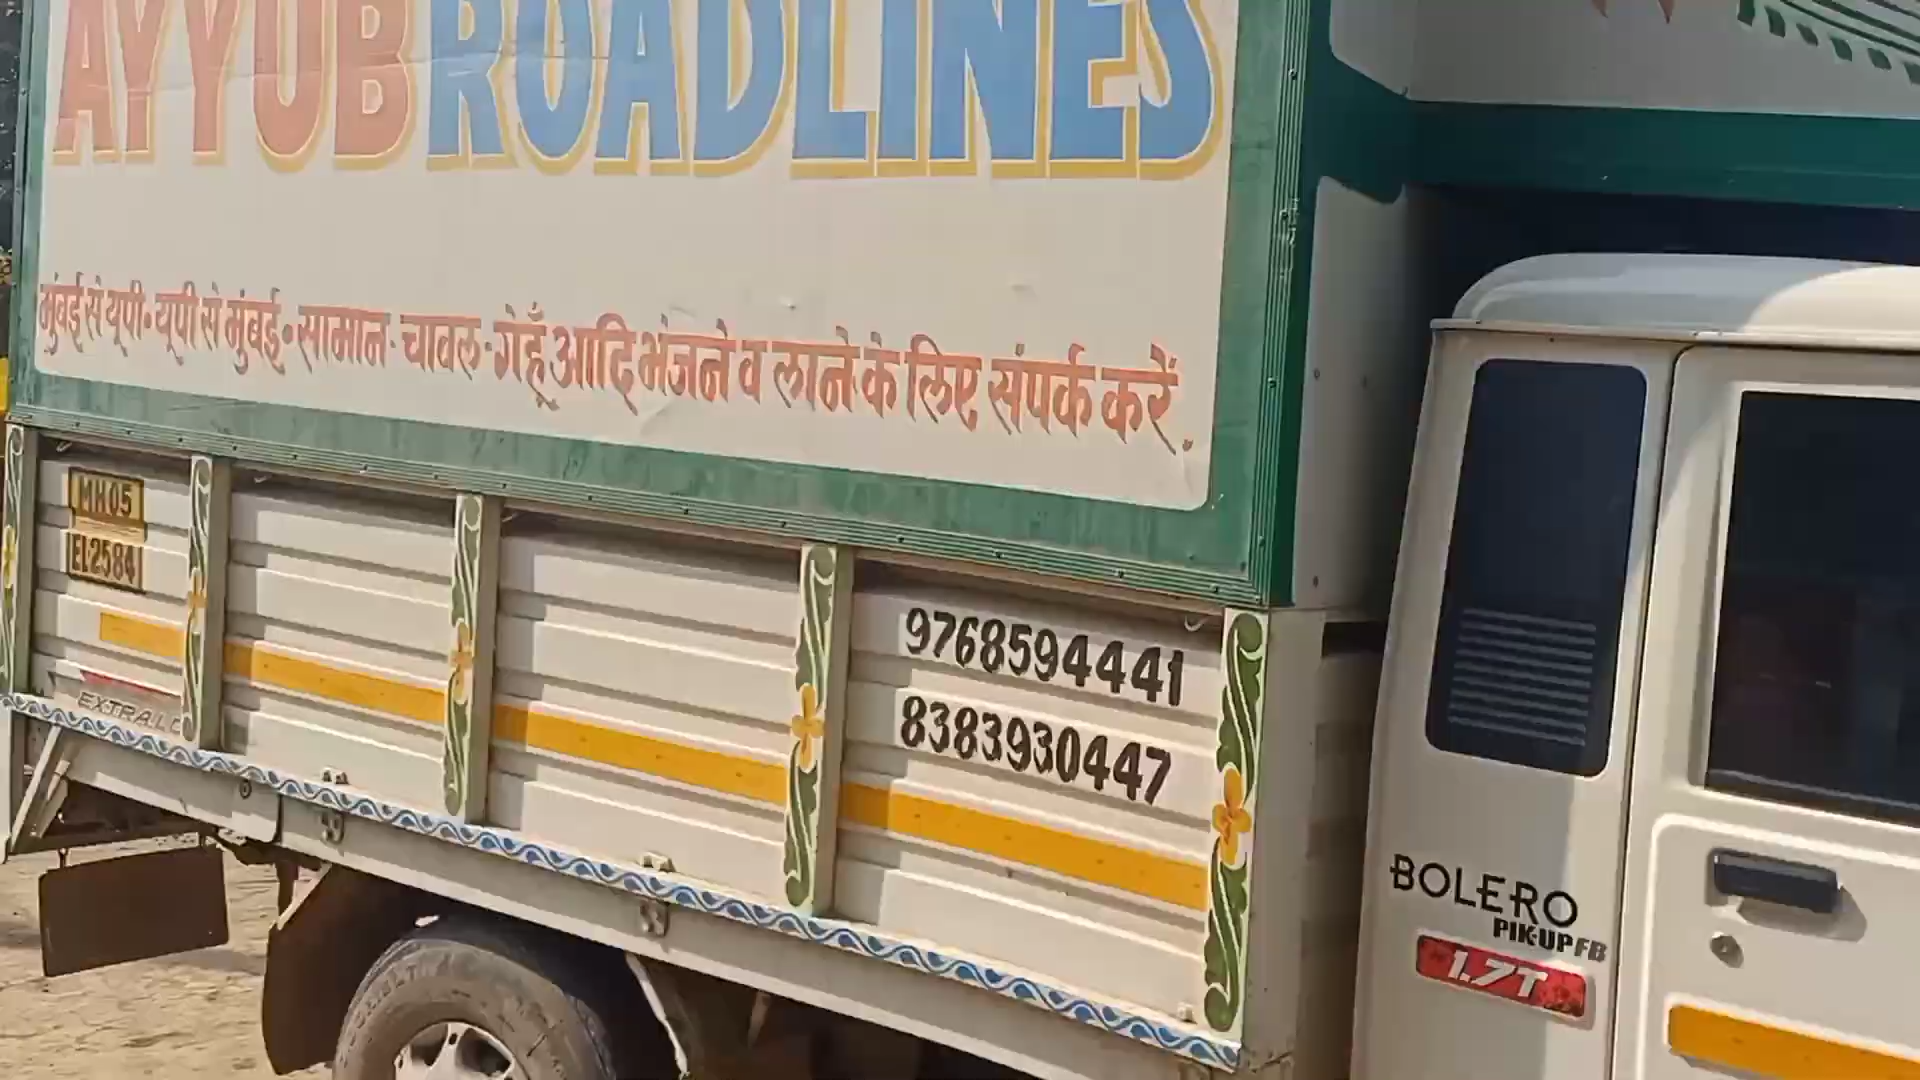 AYYUB ROADLINES
मुंबई से यूपी • यूपी से मुंबई • सामान - चावल - गेहूँ आदि भेजने व लाने के लिए संपर्क करें.
MH05
EL2584
9768594441
8383930447
BOLERO
PIK-UP FB
1.7T